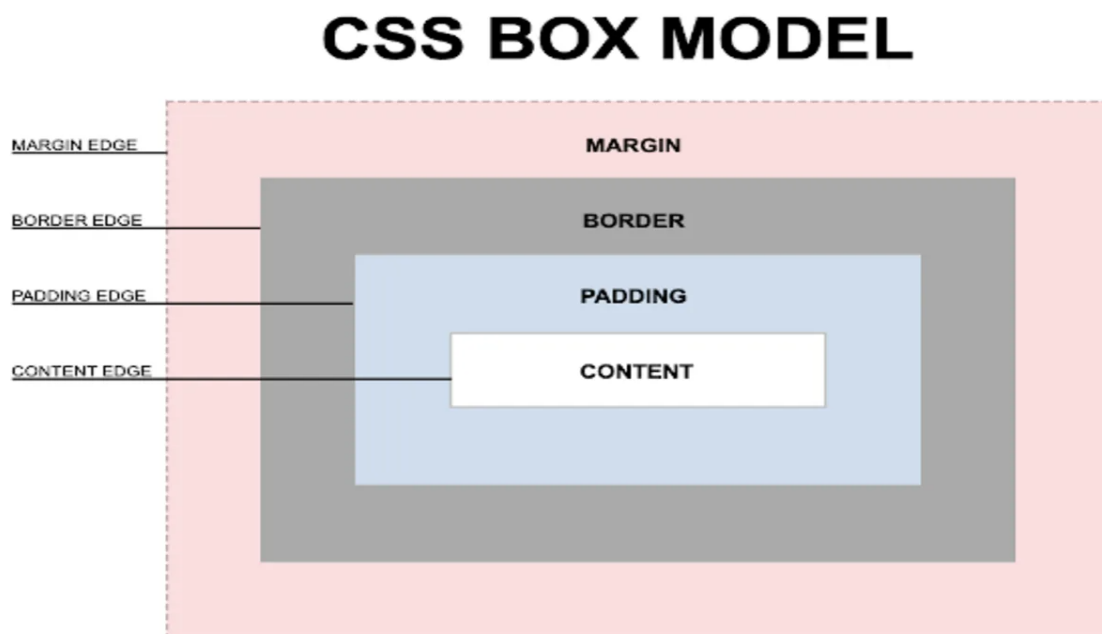 CSS BOX MODEL
MARGIN EDGE
MARGIN
BORDER EDGE
BORDER
PADDING EDGE
PADDING
CONTENT EDGE
CONTENT